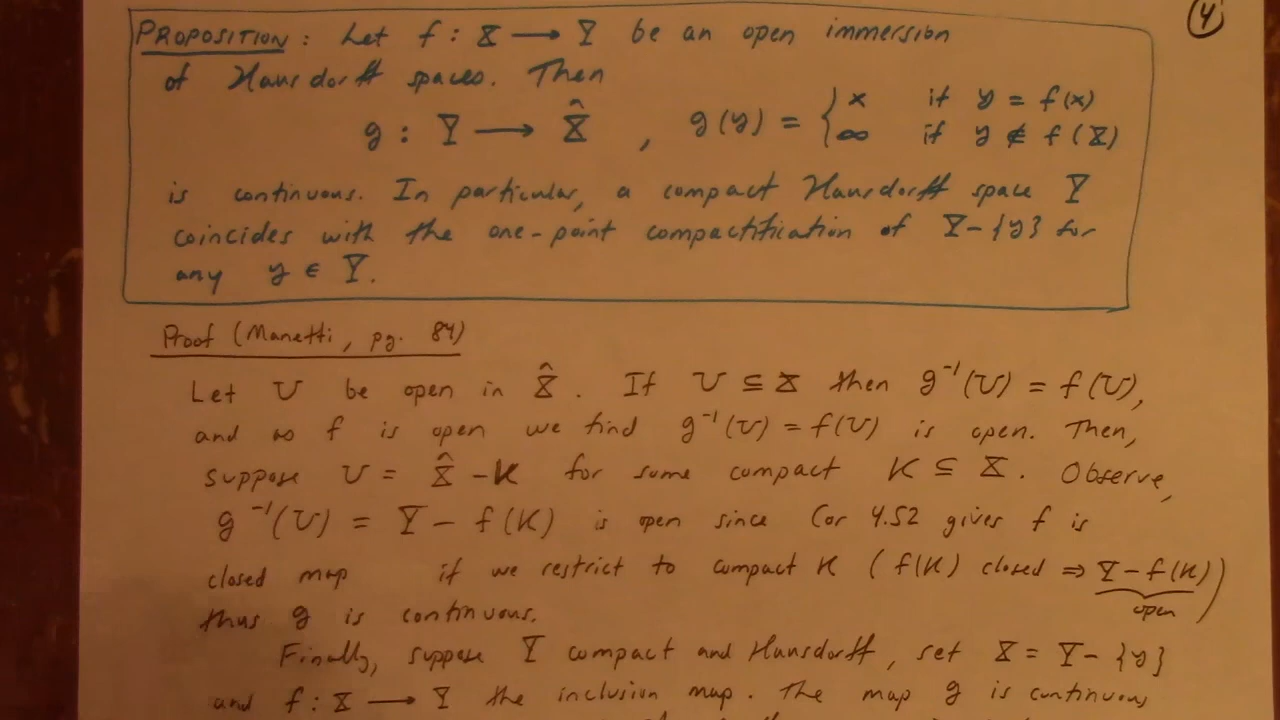 4
PROPOSITION: Let f: X → Y be an open immersion
of Hausdorff spaces. Then
g : Y → X̂ , g(y) = { x if y = f(x)
∞ if y ∉ f(X)
is continuous. In particular, a compact Hausdorff space Y
coincides with the one-point compactification of Y-{y} for
any y ∈ Y.
Proof (Manetti, pg. 84)
Let U be open in X̂. If U ⊆ X then g⁻¹(U) = f(U),
and as f is open we find g⁻¹(U) = f(U) is open. Then,
suppose U = X̂ - K for some compact K ⊆ X. Observe,
g⁻¹(U) = Y - f(K) is open since Cor 4.52 gives f is
closed map if we restrict to compact K (f(K) closed ⇒ Y - f(K))
open
thus g is continuous.
Finally, suppose Y compact and Hausdorff, set X = Y - {y}
and f: X → Y the inclusion map. The map g is continuous